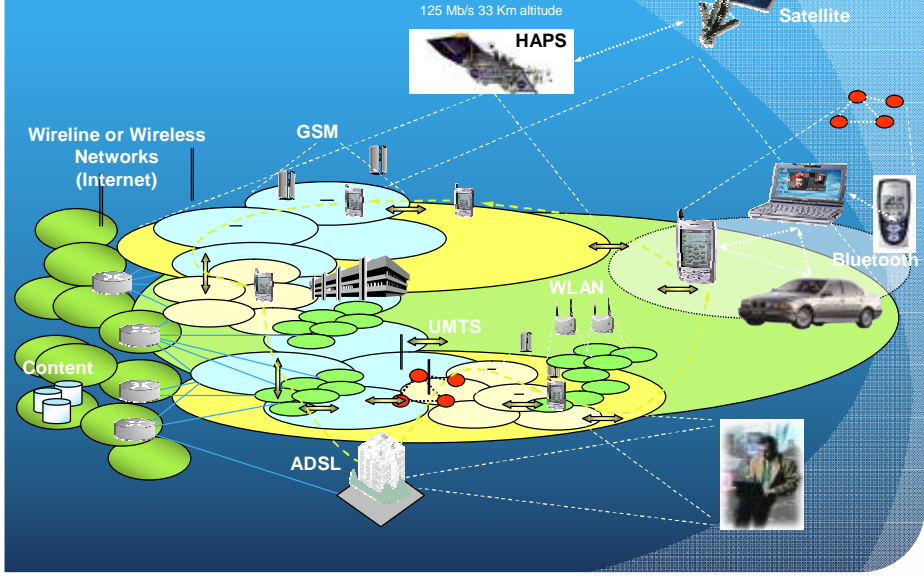 125 Mb/s 33 Km altitude
Satellite
HAPS
Wireline or Wireless
Networks
(Internet)
GSM
Bluetooth
WLAN
UMTS
Content
ADSL